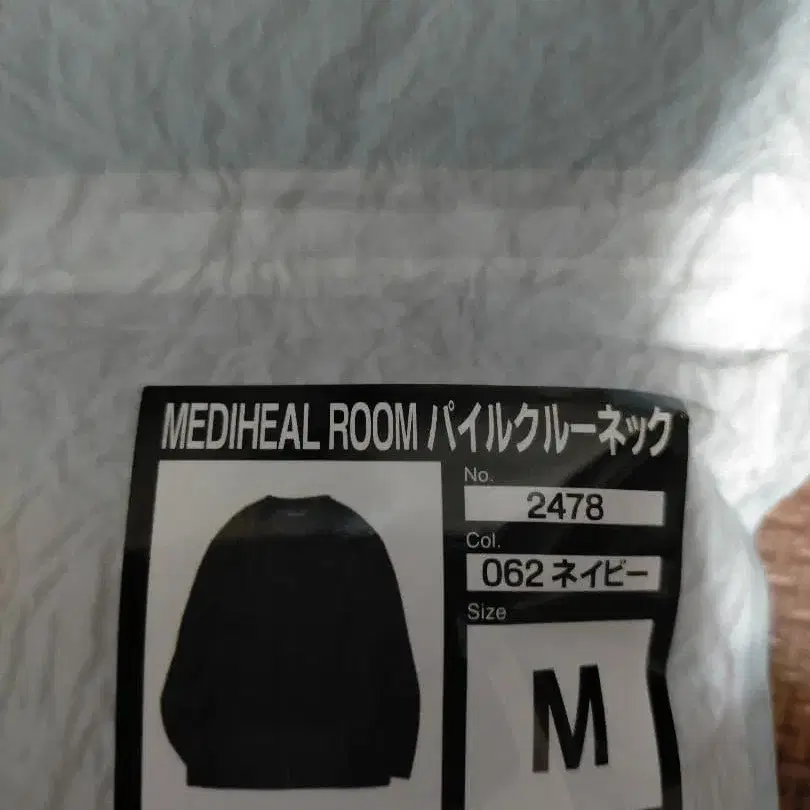 MEDIHEAL ROOM パイルクルーネック
No.
2478
Col.
062 ネイビー
Size
M